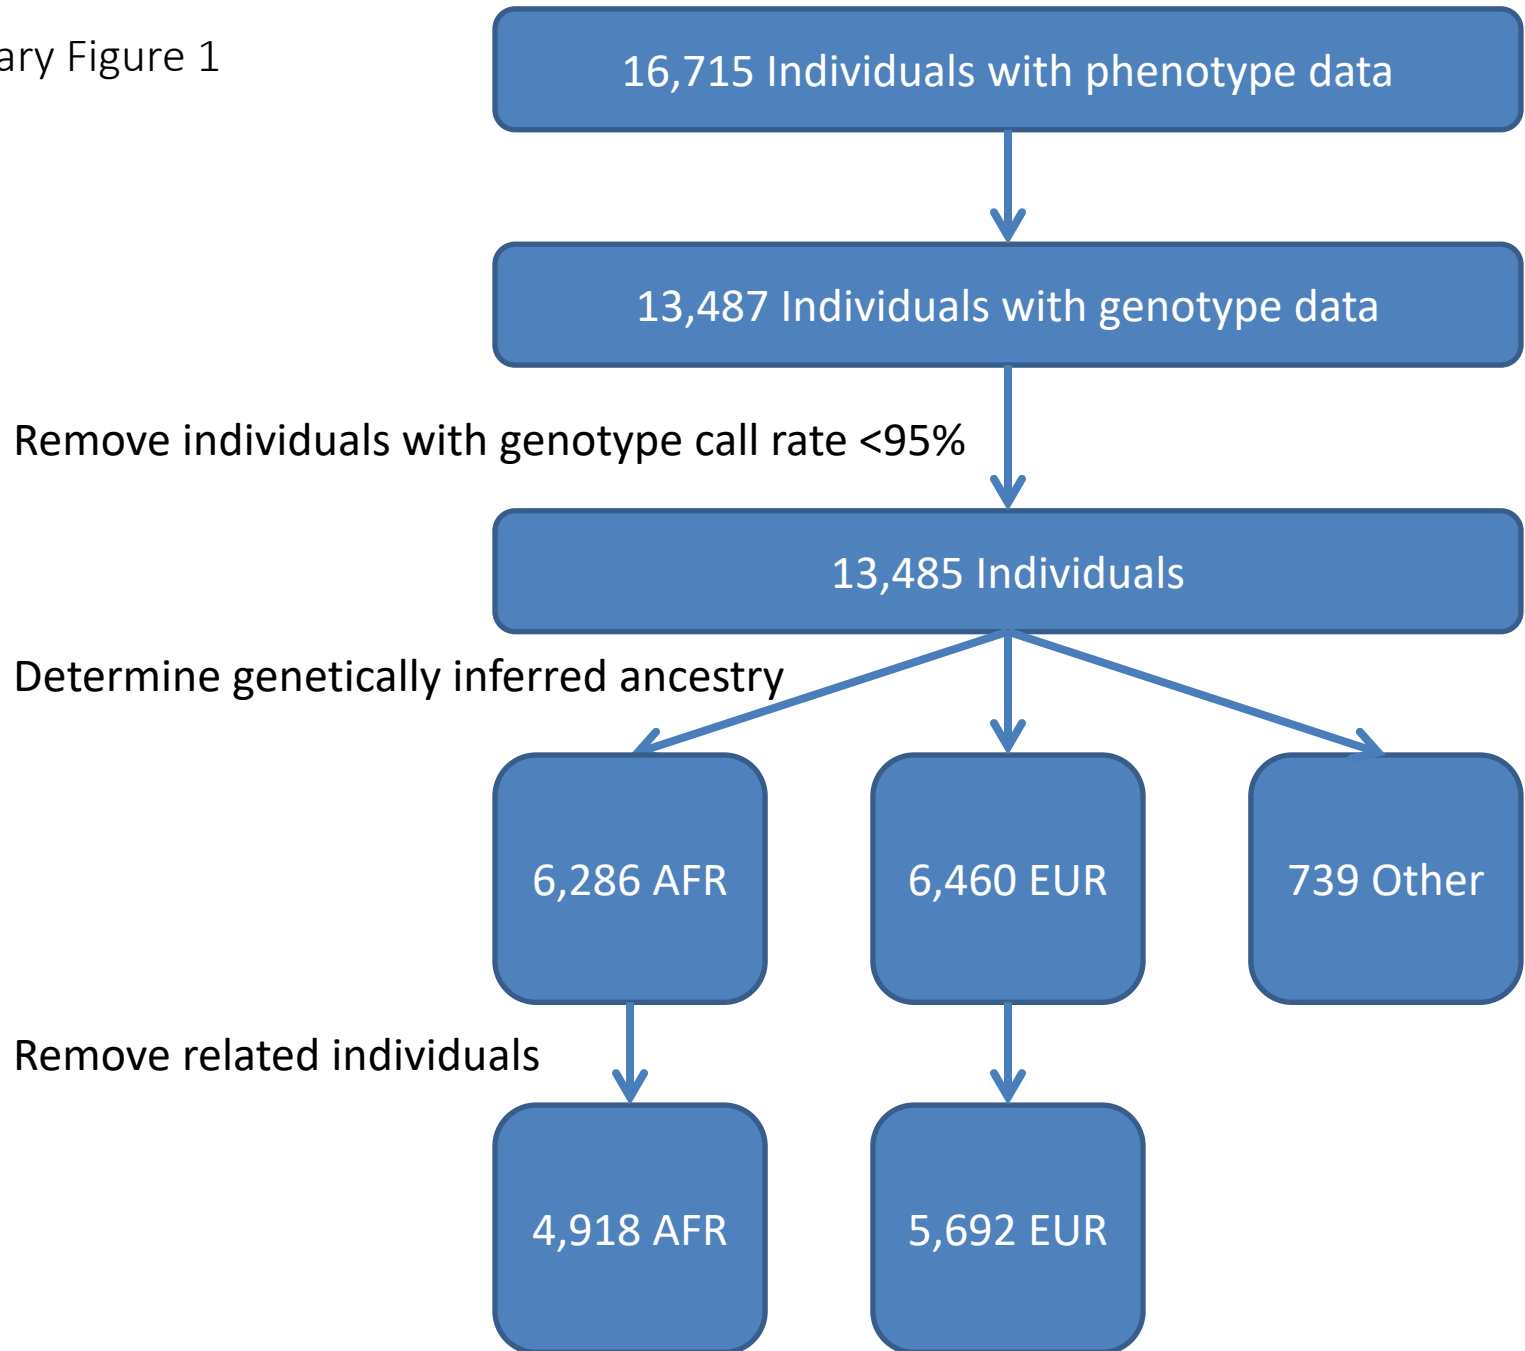 ary Figure 1
16,715 Individuals with phenotype data
13,487 Individuals with genotype data
Remove individuals with genotype call rate <95%
13,485 Individuals
Determine genetically inferred ancestry
6,286 AFR
6,460 EUR
739 Other
Remove related individuals
4,918 AFR
5,692 EUR